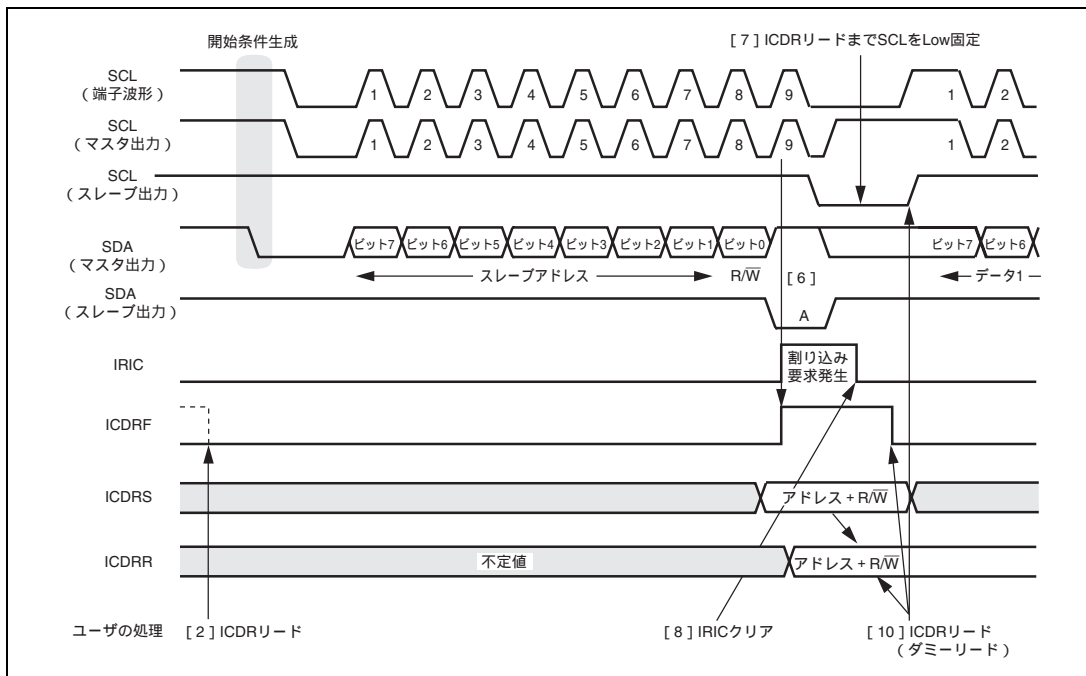 開始条件生成
[ 7 ] ICDRリードまでSCLをLow固定
SCL
( 端子波形 )
1 2 3 4 5 6 7 8 9 1 2
SCL
( マスタ出力 )
1 2 3 4 5 6 7 8 9 1 2
SCL
( スレーブ出力 )
SDA
( マスタ出力 )
ビット7 ビット6 ビット5 ビット4 ビット3 ビット2 ビット1 ビット0 ビット7 ビット6
スレーブアドレス R/W̅ [ 6 ] データ1
SDA
( スレーブ出力 )
A
IRIC
割り込み
要求発生
ICDRF
ICDRS
アドレス + R/W̅
ICDRR
不定値
アドレス + R/W̅
ユーザの処理
[ 2 ] ICDRリード
[ 8 ] IRICクリア
[ 10 ] ICDRリード
( ダミーリード )